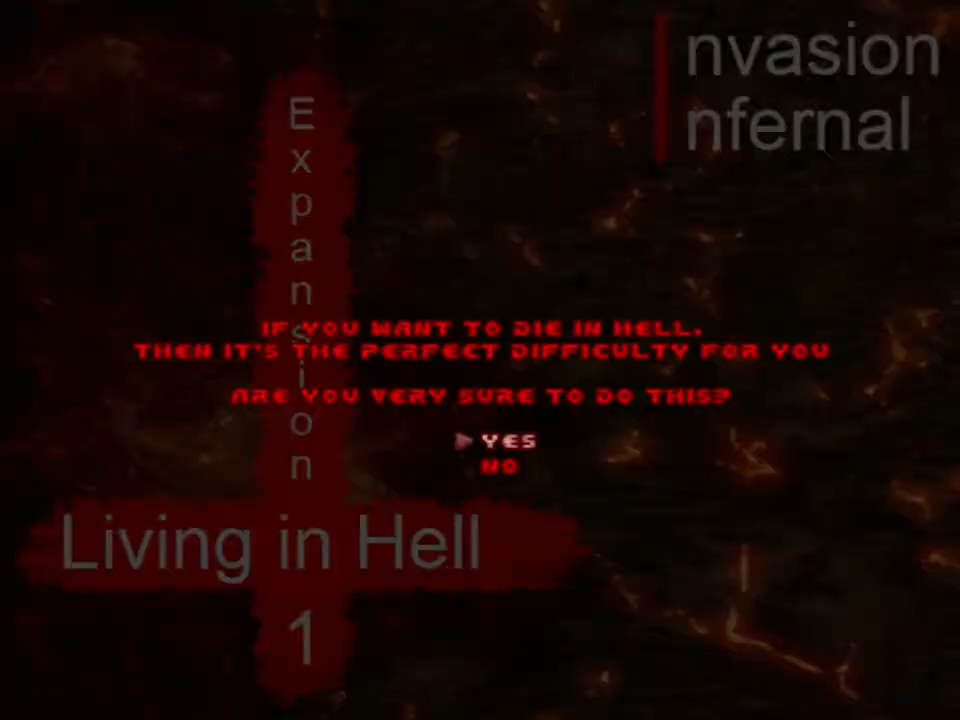 nvasion
nfernal
Expansion
IF YOU WANT TO DIE IN HELL,
THEN IT'S THE PERFECT DIFFICULTY FOR YOU
ARE YOU VERY SURE TO DO THIS?
YES
NO
Living in Hell
1